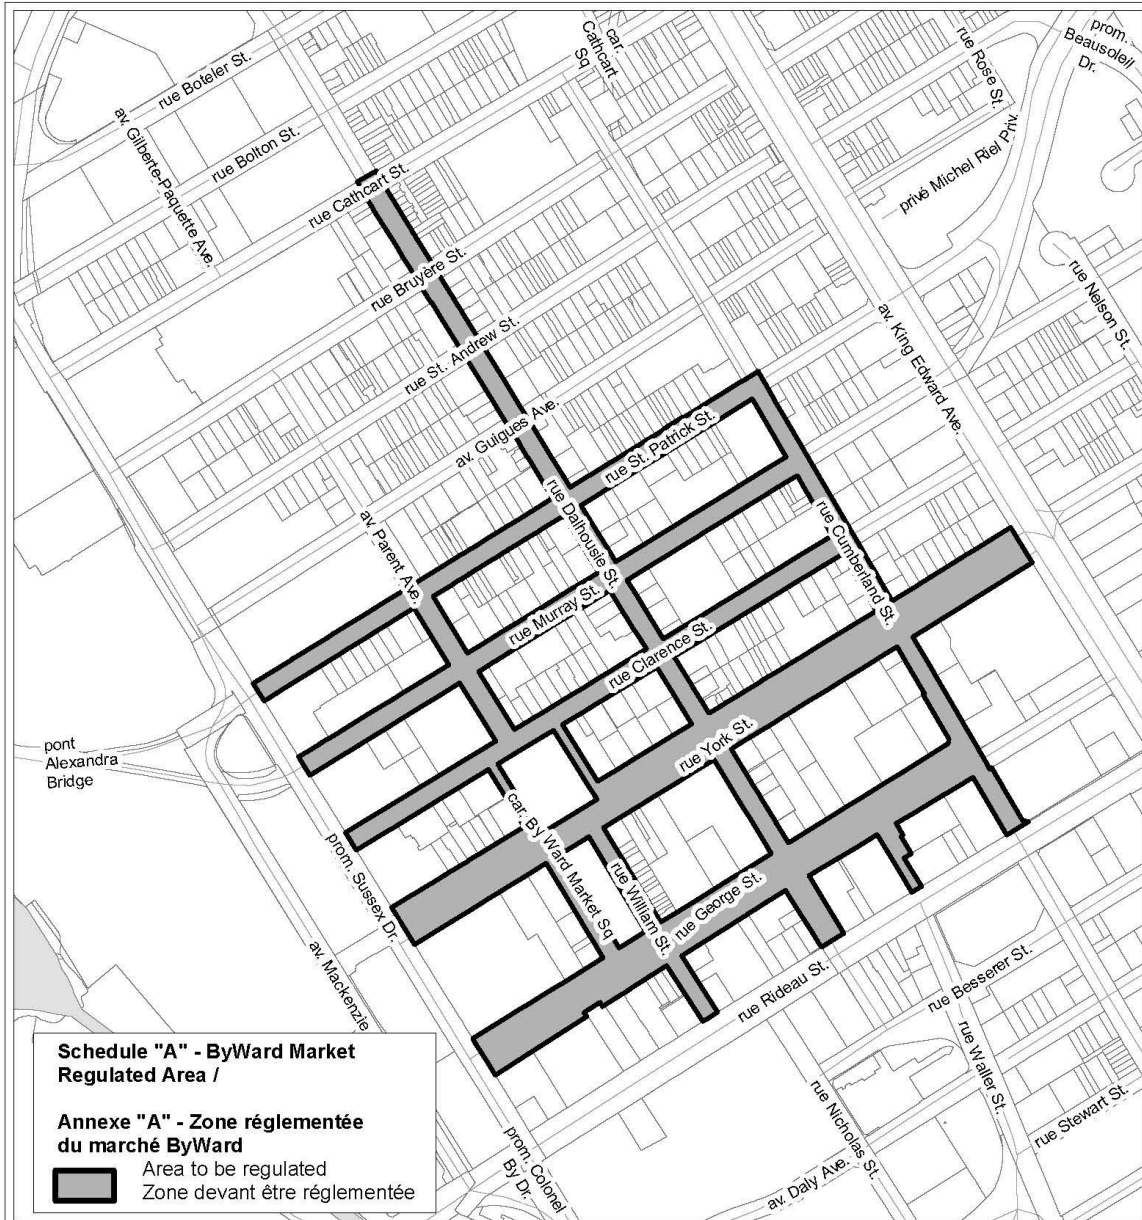 car.
Cathcart
Sq
rue Rose St.
prom.
Beausoleil
Dr.
rue Boteler St.
av. Gilberte-Paquette Ave.
rue Bolton St.
privé Michel Riel Priv.
rue Cathcart St.
rue Bruyère St.
rue Nelson St.
rue St. Andrew St.
av. King Edward Ave.
av. Guigues Ave.
rue St. Patrick St.
rue Dalhousie St.
av. Parent Ave.
rue Cumberland St.
rue Murray St.
rue Clarence St.
rue York St.
pont
Alexandra
Bridge
car. By Ward Market Sq
prom. Sussex Dr.
rue William St.
rue George St.
av. Mackenzie
rue Rideau St.
rue Besserer St.
rue Waller St.
rue Stewart St.
rue Nicholas St.
av. Daly Ave.
prom. Colonel
By Dr.
Schedule "A" - ByWard Market
Regulated Area /
Annexe "A" - Zone réglementée
du marché ByWard
Area to be regulated
Zone devant être réglementée